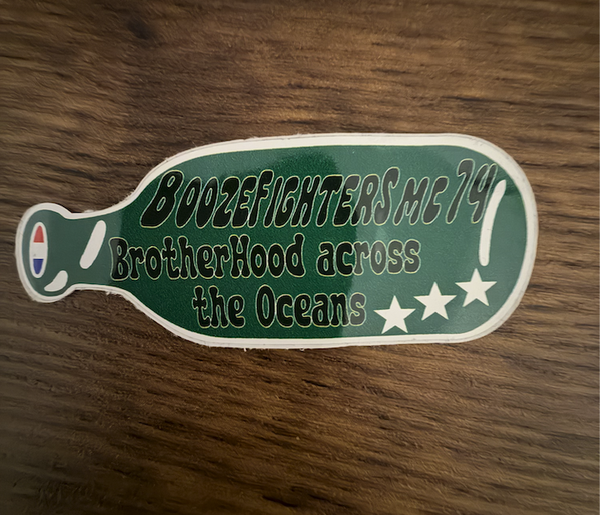 BoozeFighters MC 74
BrotherHood across
the Oceans